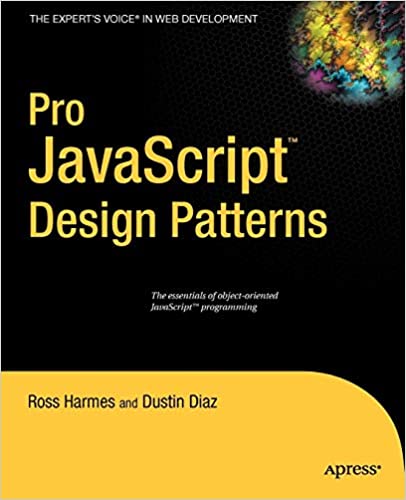 THE EXPERT'S VOICE® IN WEB DEVELOPMENT
Pro
JavaScript™
Design Patterns
The essentials of object-oriented
JavaScript™ programming
Ross Harmes and Dustin Diaz
Apress®